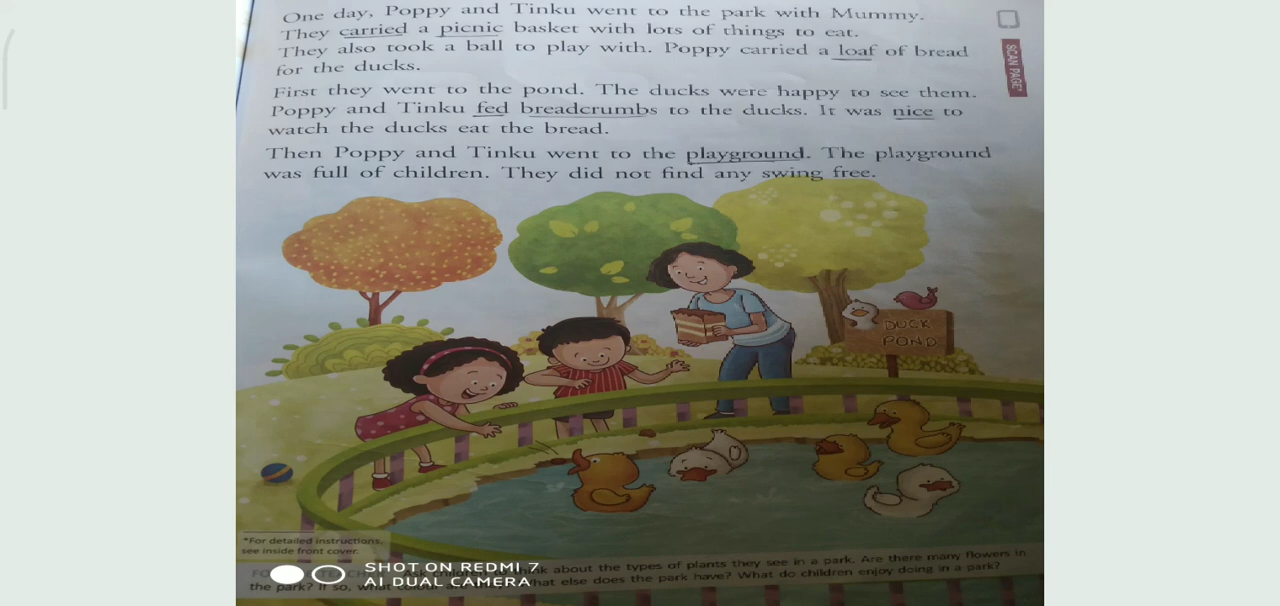 One day, Poppy and Tinku went to the park with Mummy.
They carried a picnic basket with lots of things to eat.
They also took a ball to play with. Poppy carried a loaf of bread
for the ducks.
SCAN PAGE
First they went to the pond. The ducks were happy to see them.
Poppy and Tinku fed breadcrumbs to the ducks. It was nice to
watch the ducks eat the bread.
Then Poppy and Tinku went to the playground. The playground
was full of children. They did not find any swing free.
DUCK
POND
*For detailed instructions,
see inside front cover.
Ask about the types of plants they see in a park. Are there many flowers in
the park? If so, what else does the park have? What do children enjoy doing in a park?
SHOT ON REDMI 7
AI DUAL CAMERA